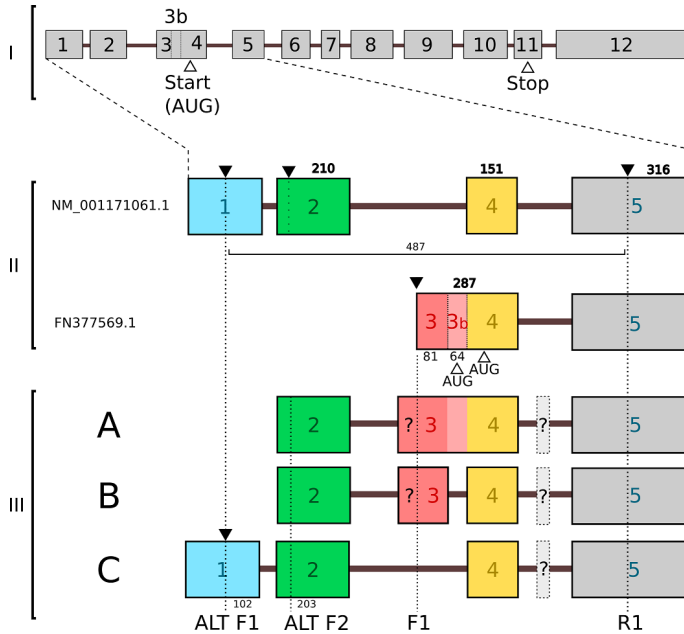 3b
1 2 3 4 5 6 7 8 9 10 11 12
I
Start
(AUG)
Stop
210 151 316
NM_001171061.1
1 2 4 5
487
II
287
FN377569.1
3 3b 4 5
81 64
AUG AUG
A
2 ? 3 4 ? 5
B
2 ? 3 4 ? 5
III
C
1 2 4 ? 5
102 203
ALT F1 ALT F2 F1 R1